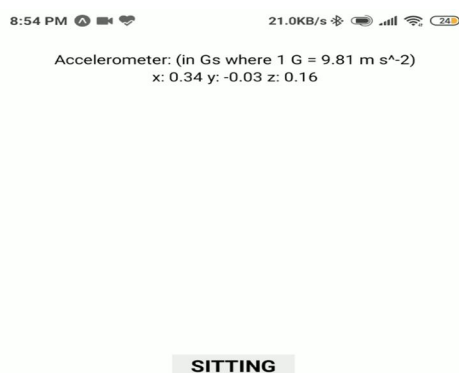 8:54 PM 21.0KB/s 24
Accelerometer: (in Gs where 1 G = 9.81 m s^-2)
x: 0.34 y: -0.03 z: 0.16
SITTING